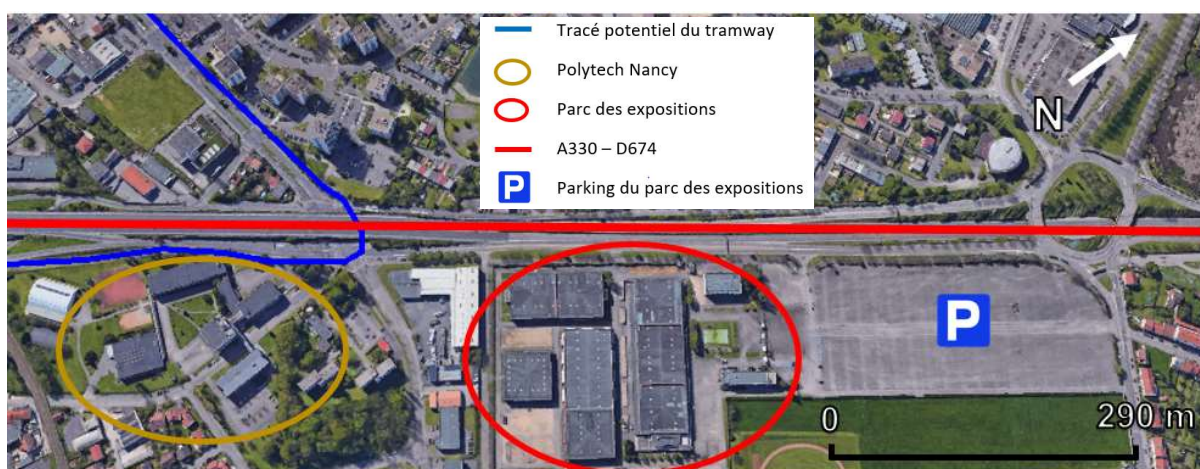 Tracé potentiel du tramway
Polytech Nancy
Parc des expositions
A330 – D674
P Parking du parc des expositions
N
P
0 290 m